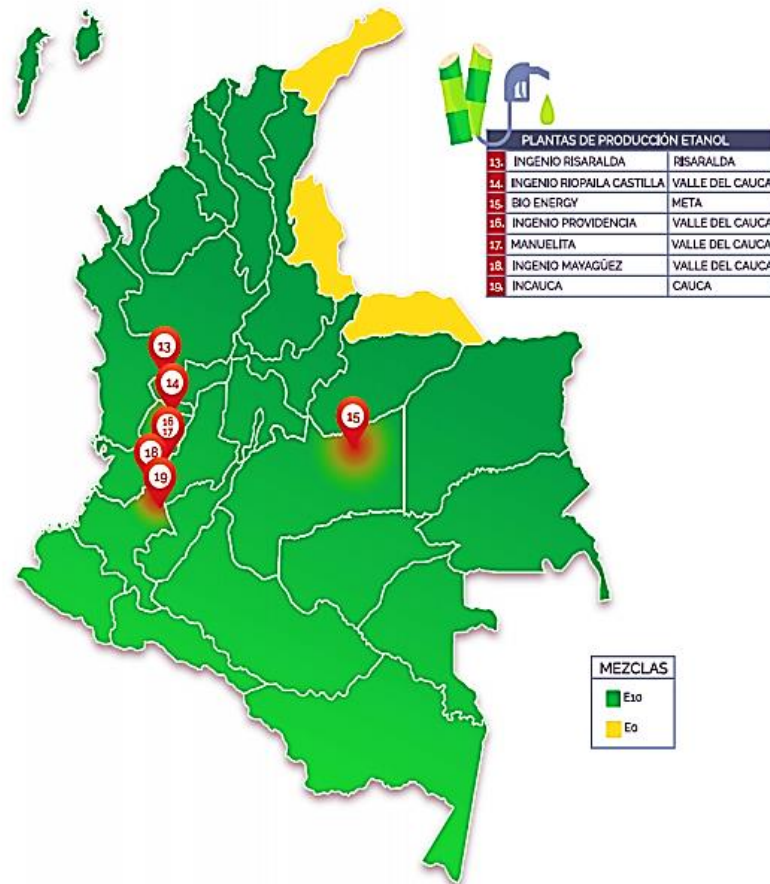 PLANTAS DE PRODUCCIÓN ETANOL
13. INGENIO RISARALDA RISARALDA
14. INGENIO RIOPAILA CASTILLA VALLE DEL CAUCA
15. BIO ENERGY META
16. INGENIO PROVIDENCIA VALLE DEL CAUCA
17. MANUELITA VALLE DEL CAUCA
18. INGENIO MAYAGÜEZ VALLE DEL CAUCA
19. INCAUCA CAUCA
13
14
15
16
17
18
19
MEZCLAS
E10
E0